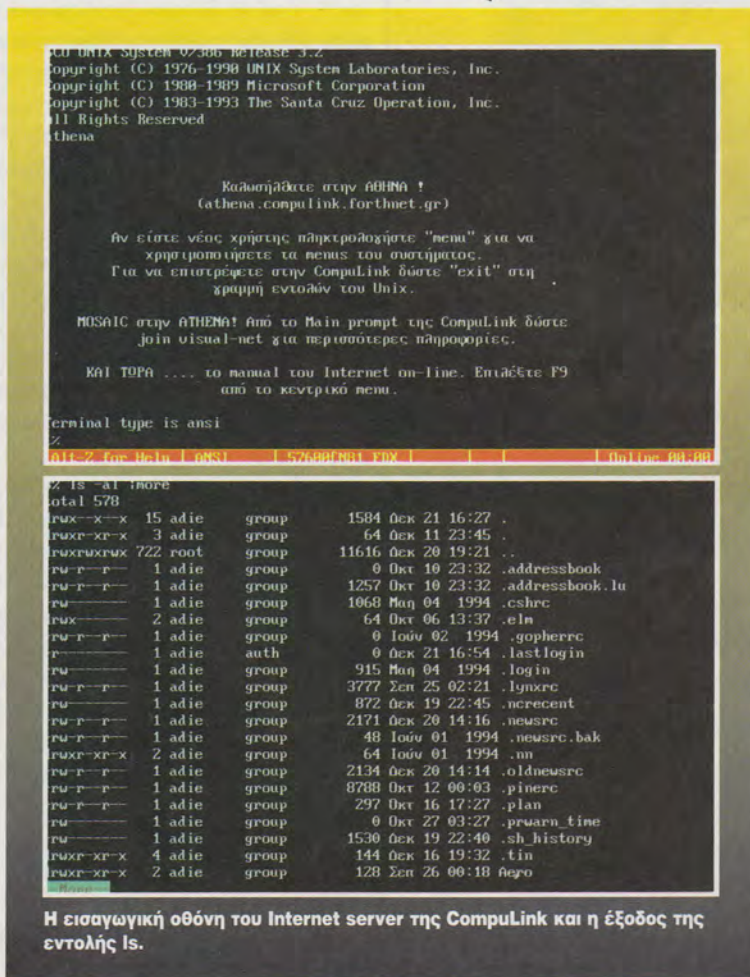 SCO UNIX System V/386 Release 3.2
Copyright (C) 1976-1990 UNIX System Laboratories, Inc.
Copyright (C) 1980-1989 Microsoft Corporation
Copyright (C) 1983-1993 The Santa Cruz Operation, Inc.
All Rights Reserved
athena
Καλωσήλθατε στην ΑΘΗΝΑ !
(athena.compulink.forthnet.gr)
Αν είστε νέος χρήστης πληκτρολογήστε "menu" για να
χρησιμοποιήσετε τα menus του συστήματος.
Για να επιστρέψετε στην CompuLink δώστε "exit" στη
γραμμή εντολών του Unix.
MOSAIC στην ATHENA! Από το Main prompt της CompuLink δώστε
join visual-net για περισσότερες πληροφορίες.
ΚΑΙ ΤΩΡΑ .... το manual του Internet on-line. Επιλέξτε F9
από το κεντρικό menu.
Terminal type is ansi
%
Alt-Z for Help | ANSI | 57600 N81 FDX | | | | Online 00:00
% ls -al |more
total 578
drwx--x--x 15 adie group 1584 Δεκ 21 16:27 .
drwxr-xr-x 3 adie group 64 Δεκ 11 23:45 .
drwxrwxrwx 722 root group 11616 Δεκ 20 19:21 ..
-rw-r--r-- 1 adie group 0 Οκτ 10 23:32 .addressbook
-rw-r--r-- 1 adie group 1257 Οκτ 10 23:32 .addressbook.lu
-rw------- 1 adie group 1068 Μαη 04 1994 .cshrc
drwx------ 2 adie group 64 Οκτ 06 13:37 .elm
-rw-r--r-- 1 adie group 0 Ιούν 02 1994 .gopherrc
-r-------- 1 adie auth 0 Δεκ 21 16:54 .lastlogin
-rw------- 1 adie group 915 Μαη 04 1994 .login
-rw-r--r-- 1 adie group 3777 Σεπ 25 02:21 .lynxrc
-rw------- 1 adie group 872 Δεκ 19 22:45 .ncrecent
-rw-r--r-- 1 adie group 2171 Δεκ 20 14:16 .newsrc
-rw-r--r-- 1 adie group 48 Ιούν 01 1994 .newsrc.bak
drwxr-xr-x 2 adie group 64 Ιούν 01 1994 .nn
-rw-r--r-- 1 adie group 2134 Δεκ 20 14:14 .oldnewsrc
-rw-r--r-- 1 adie group 8788 Οκτ 12 00:03 .pinerc
-rw-r--r-- 1 adie group 297 Οκτ 16 17:27 .plan
-rw------- 1 adie group 0 Οκτ 27 03:27 .prwarn_time
-rw------- 1 adie group 1530 Δεκ 19 22:40 .sh_history
drwxr-xr-x 4 adie group 144 Δεκ 16 19:32 .tin
drwxr-xr-x 2 adie group 128 Σεπ 26 00:18 Aεγο
--More--
Η εισαγωγική οθόνη του Internet server της CompuLink και η έξοδος της
εντολής ls.